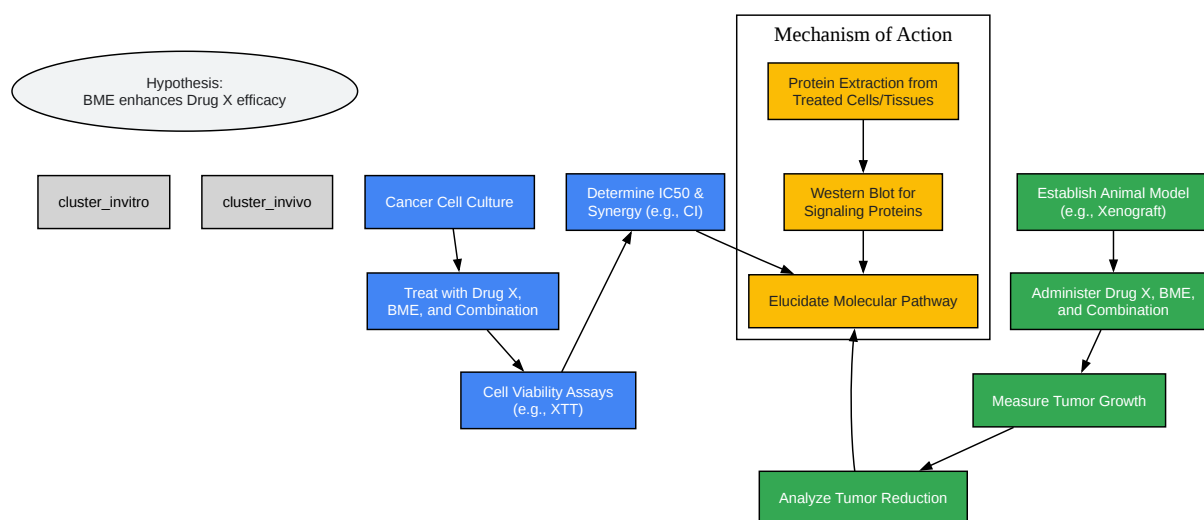 Mechanism of Action
Hypothesis:
BME enhances Drug X efficacy
Protein Extraction from
Treated Cells/Tissues
cluster_invitro
cluster_invivo
Cancer Cell Culture
Determine IC50 &
Synergy (e.g., CI)
Western Blot for
Signaling Proteins
Establish Animal Model
(e.g., Xenograft)
Treat with Drug X,
BME, and Combination
Elucidate Molecular Pathway
Administer Drug X, BME,
and Combination
Cell Viability Assays
(e.g., XTT)
Measure Tumor Growth
Analyze Tumor Reduction